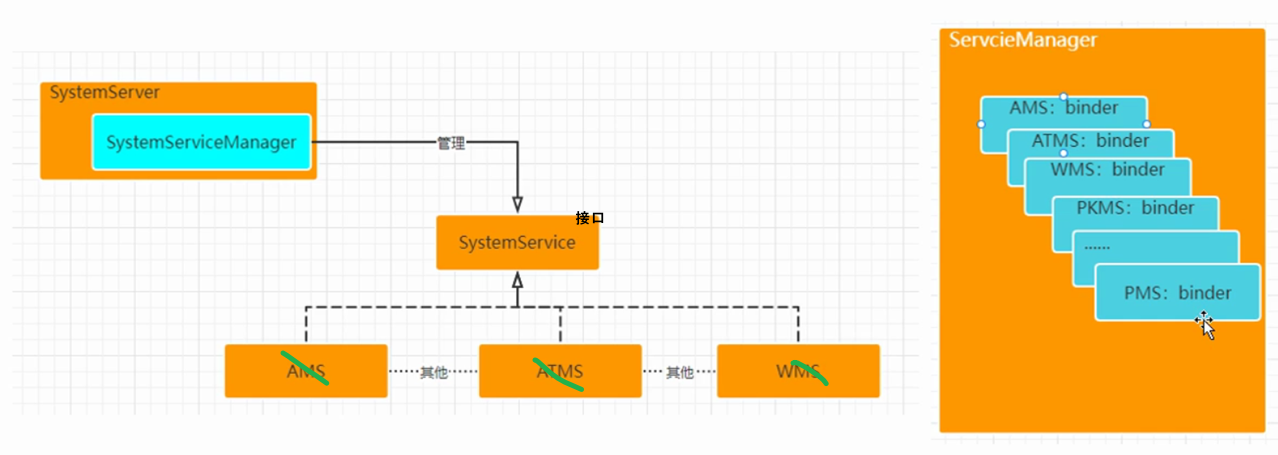 SystemServer
SystemServiceManager
管理
接口
SystemService
AMS
其他
ATMS
其他
WMS
ServcieManager
AMS：binder
ATMS：binder
WMS：binder
PKMS：binder
......
PMS：binder